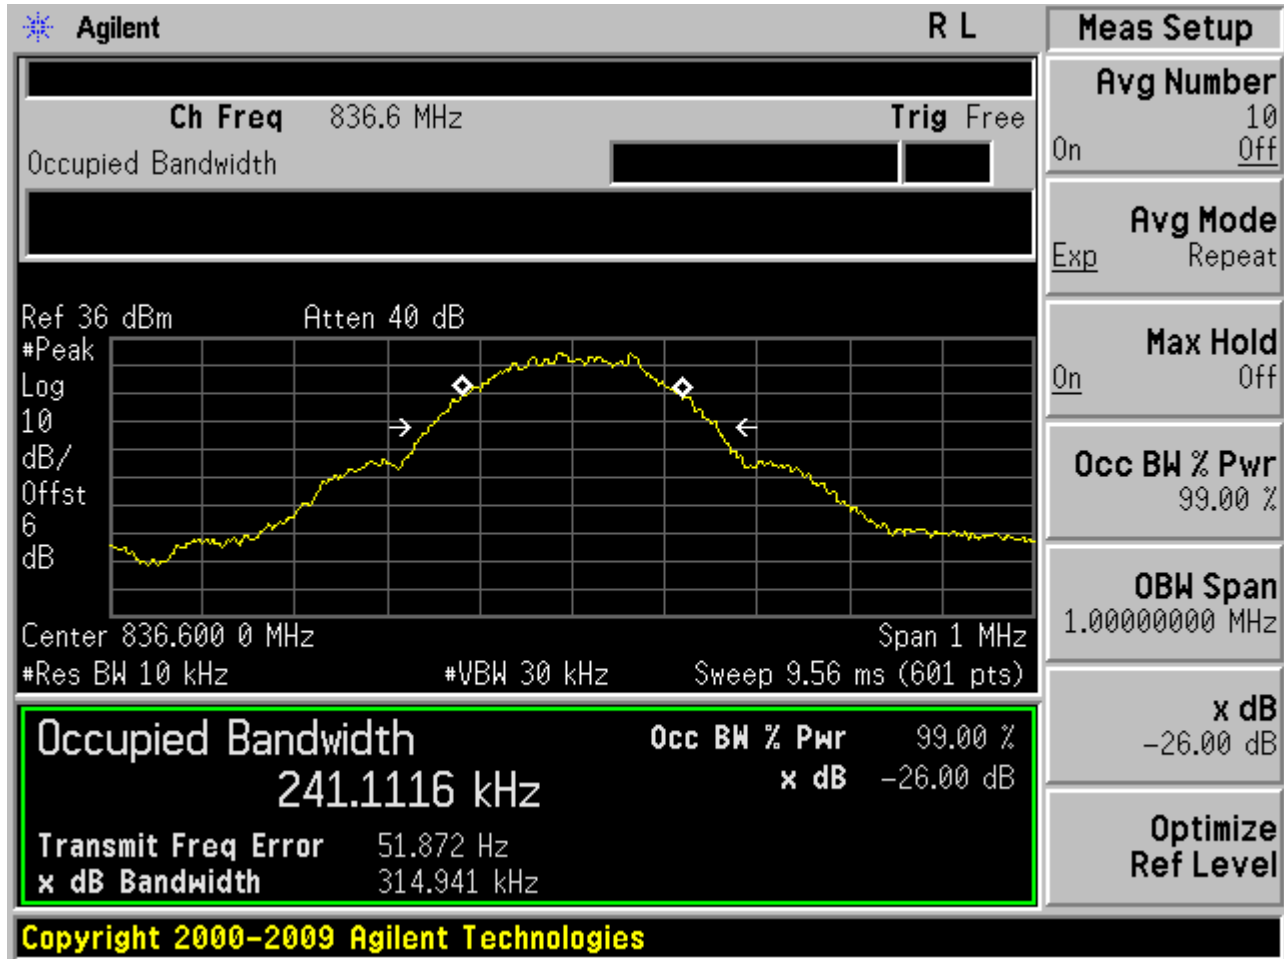 Agilent R L Meas Setup
Ch Freq 836.6 MHz Trig Free
Occupied Bandwidth
Avg Number
10
On Off
Avg Mode
Exp Repeat
Max Hold
On Off
Occ BW % Pwr
99.00 %
OBW Span
1.00000000 MHz
x dB
-26.00 dB
Optimize
Ref Level
Ref 36 dBm Atten 40 dB
#Peak
Log
10
dB/
Offst
6
dB
Center 836.600 0 MHz Span 1 MHz
#Res BW 10 kHz #VBW 30 kHz Sweep 9.56 ms (601 pts)
Occupied Bandwidth Occ BW % Pwr 99.00 %
241.1116 kHz x dB -26.00 dB
Transmit Freq Error 51.872 Hz
x dB Bandwidth 314.941 kHz
Copyright 2000-2009 Agilent Technologies